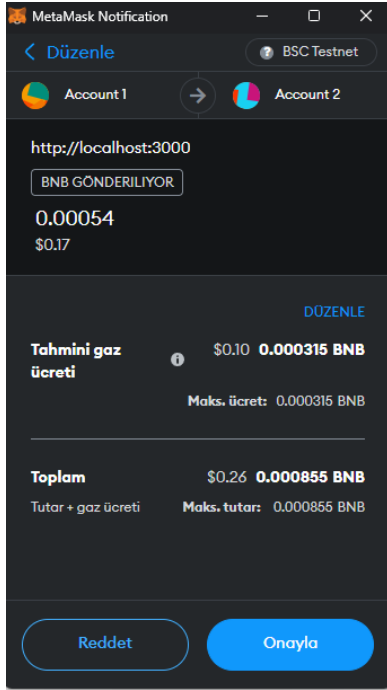 MetaMask Notification
Düzenle
BSC Testnet
Account 1
Account 2
http://localhost:3000
BNB GÖNDERILIYOR
0.00054
$0.17
DÜZENLE
Tahmini gaz ücreti $0.10 0.000315 BNB
Maks. ücret: 0.000315 BNB
Toplam $0.26 0.000855 BNB
Tutar + gaz ücreti Maks. tutar: 0.000855 BNB
Reddet
Onayla